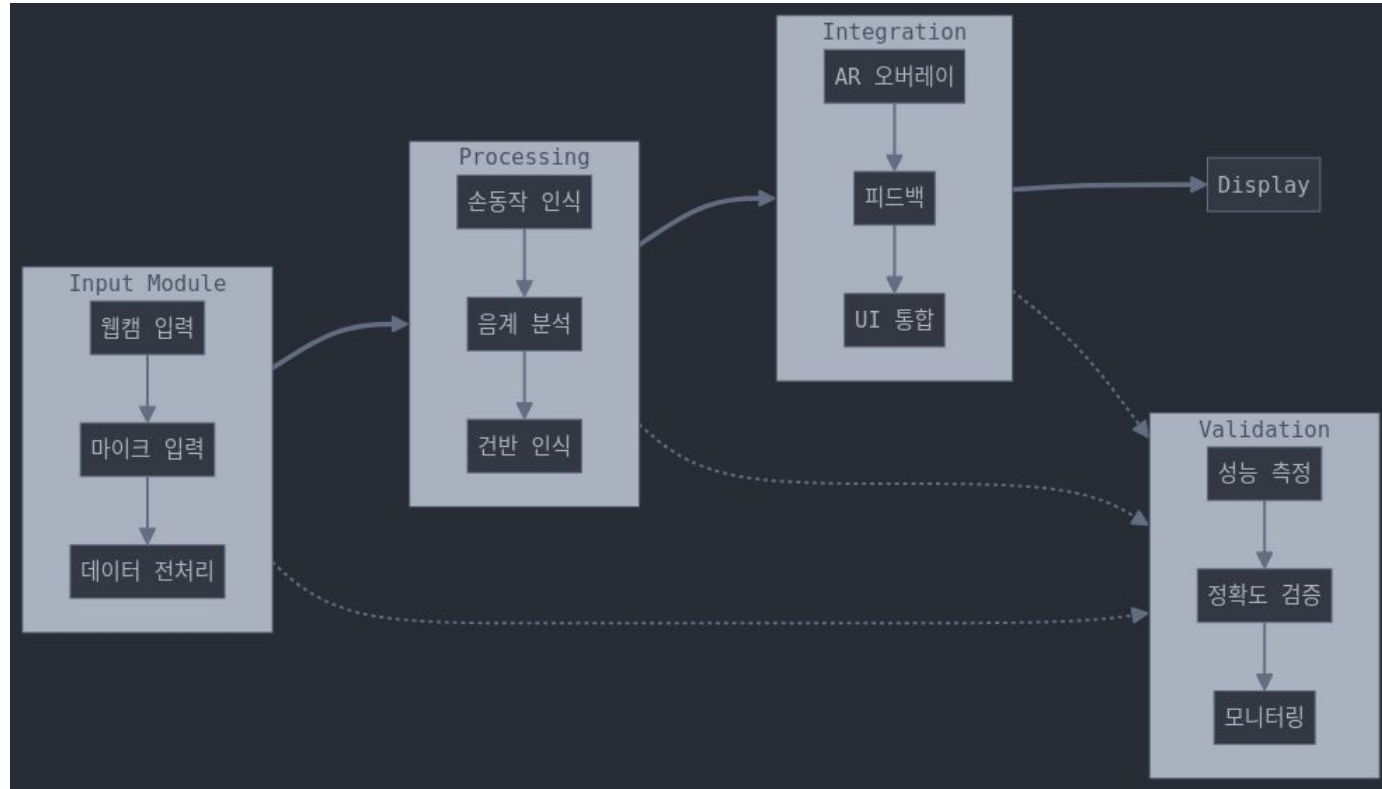 Input Module
웹캠 입력
마이크 입력
데이터 전처리
Processing
손동작 인식
음계 분석
건반 인식
Integration
AR 오버레이
피드백
UI 통합
Display
Validation
성능 측정
정확도 검증
모니터링